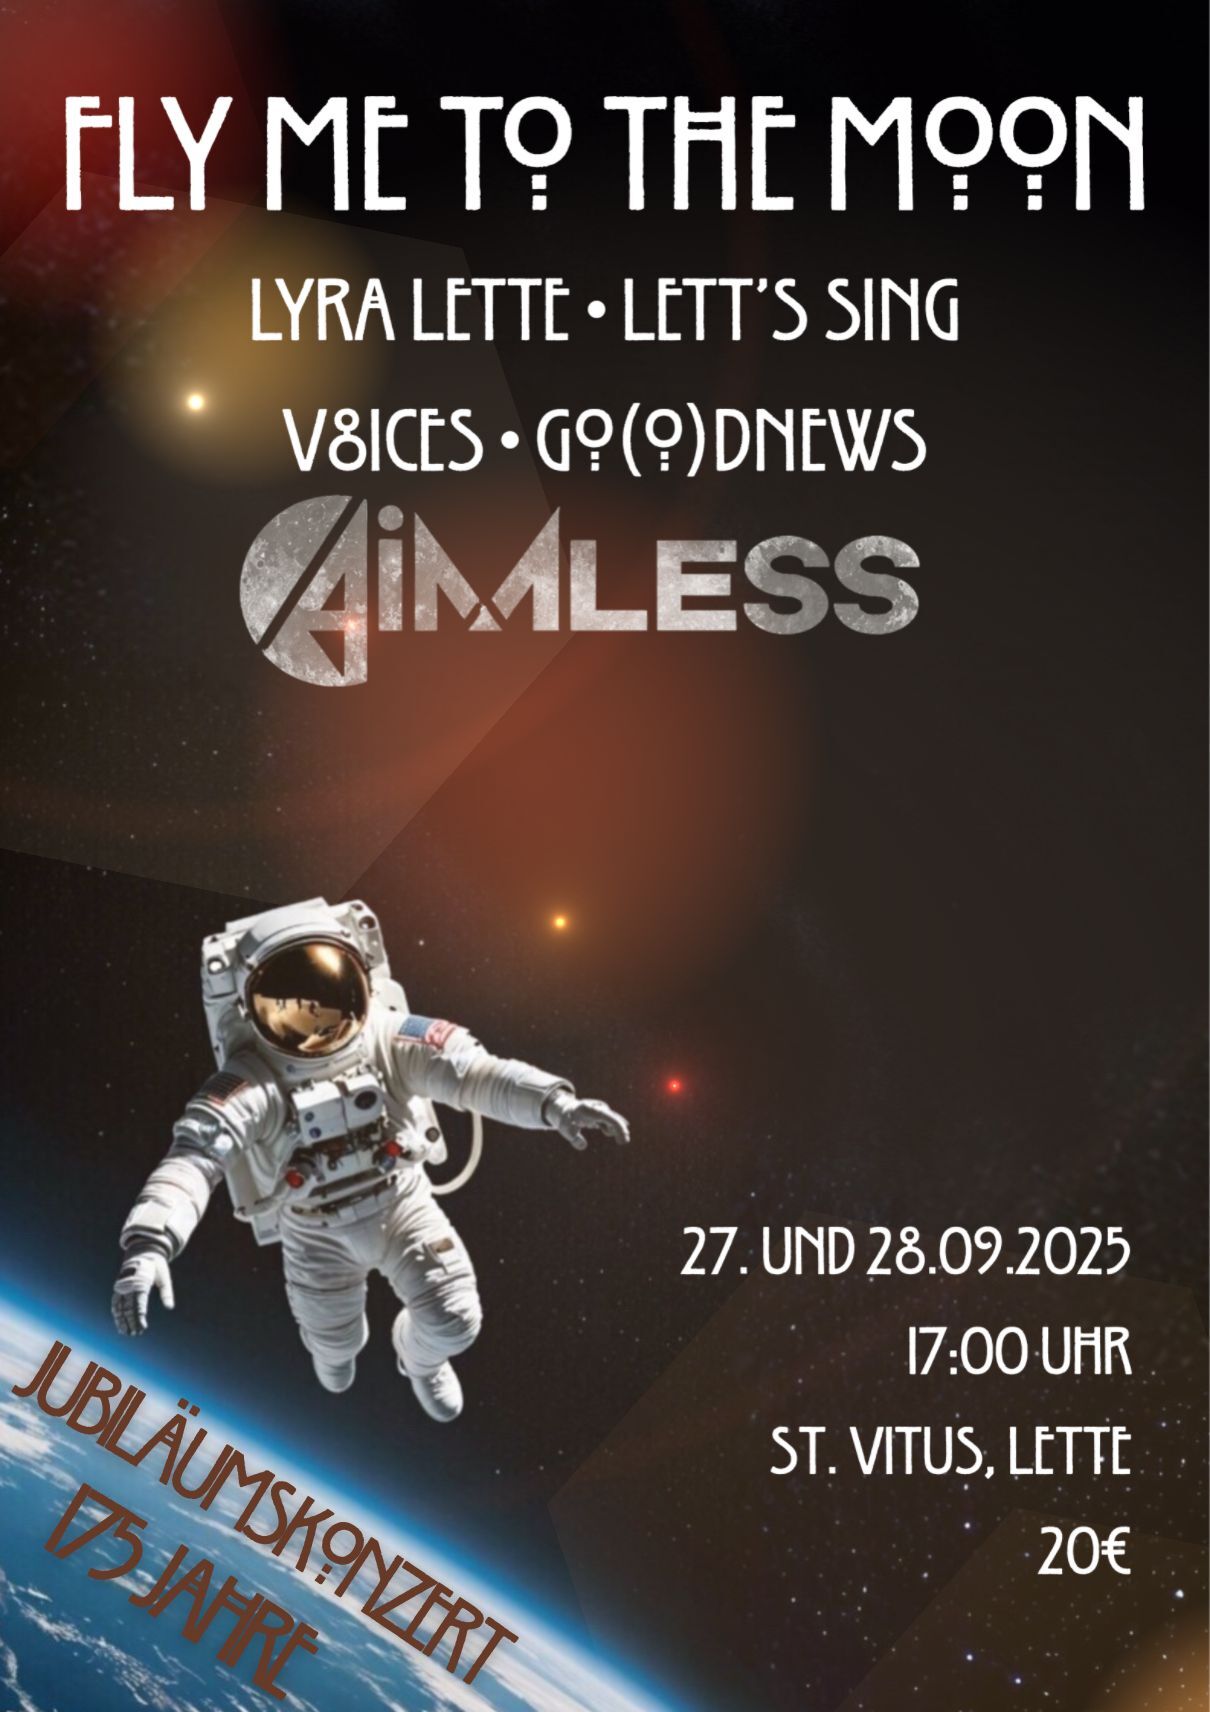 FLY ME TO THE MOON
LYRA LETTE • LETT'S SING
V8ICES • GO(O)DNEWS
AiMLESS
27. UND 28.09.2025
17:00 UHR
ST. VITUS, LETTE
20€
JUBILÄUMSKONZERT
175 JAHRE